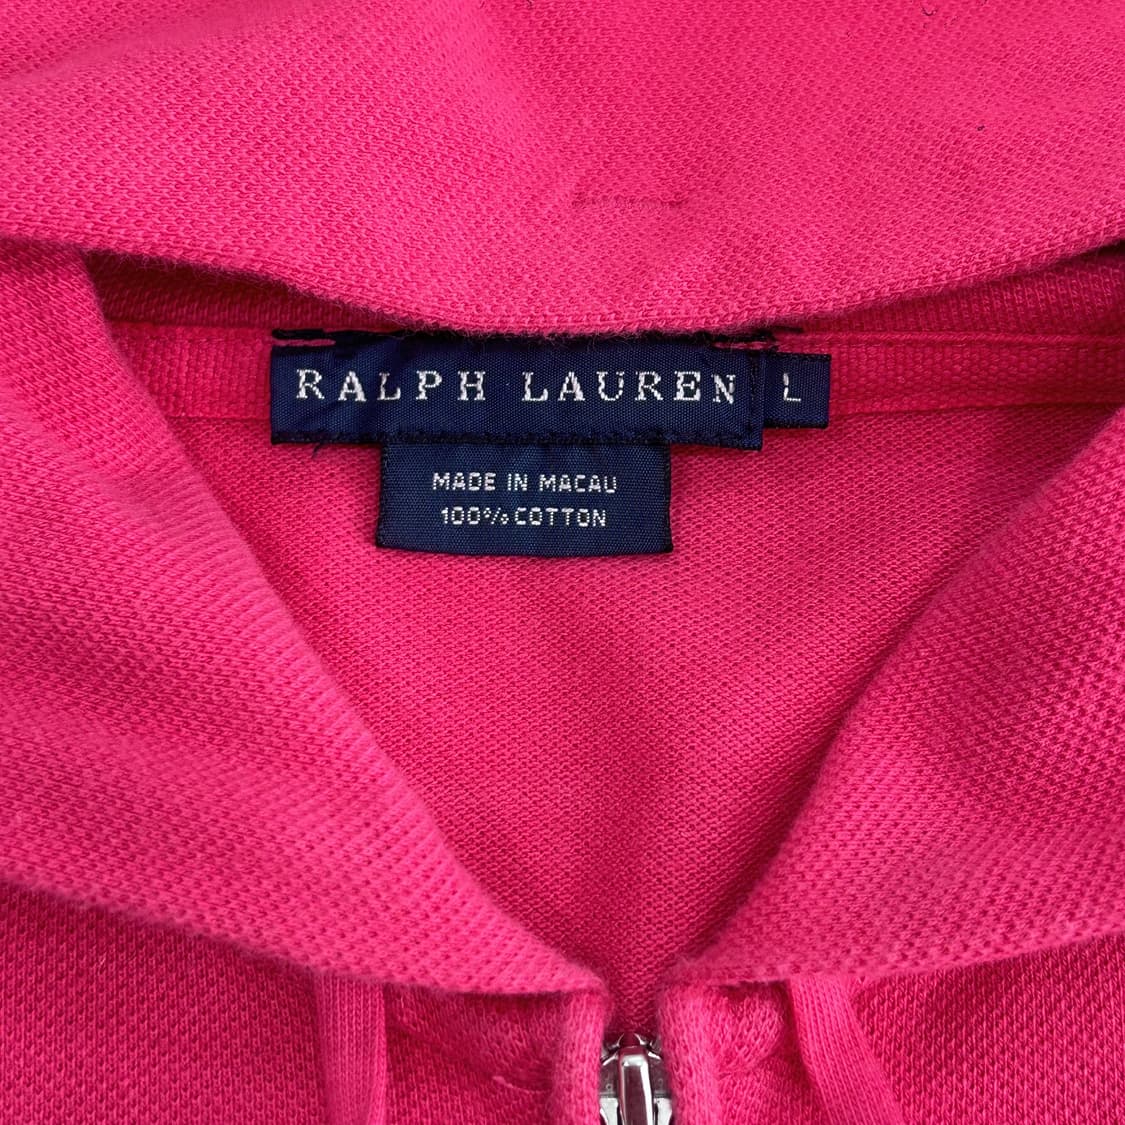 RALPH LAUREN L
MADE IN MACAU
100% COTTON